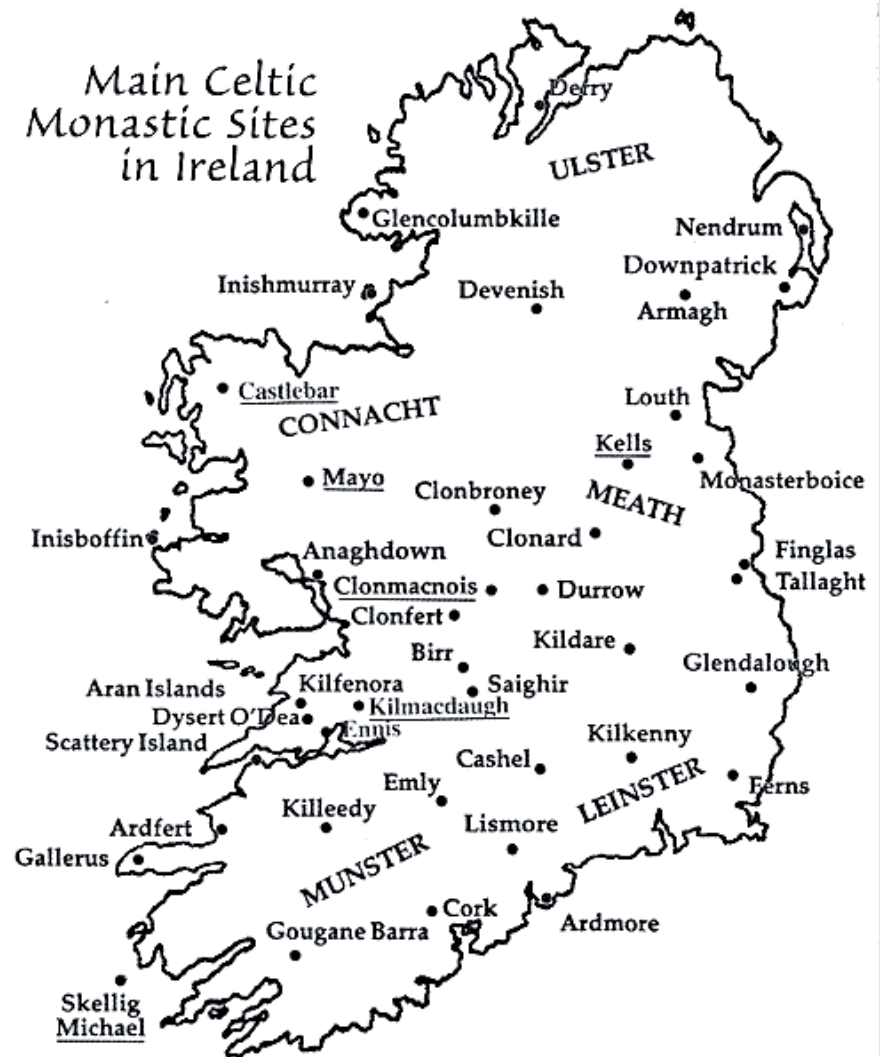 Main Celtic
Monastic Sites
in Ireland
Derry
ULSTER
Glencolumbkille
Nendrum
Downpatrick
Inishmurray
Devenish
Armagh
Castlebar
CONNACHT
Louth
Kells
Mayo
Monasterboice
Clonbroney
MEATH
Clonard
Inisboffin
Anaghdown
Finglas
Tallaght
Clonmacnois
Durrow
Clonfert
Kildare
Birr
Glendalough
Aran Islands
Kilfenora
Saighir
Dysert O'Dea
Kilmacdaugh
Ennis
Scattery Island
Kilkenny
Cashel
Emly
LEINSTER
Ferns
Killeedy
Ardfert
Lismore
Gallerus
MUNSTER
Cork
Ardmore
Gougane Barra
Skellig
Michael